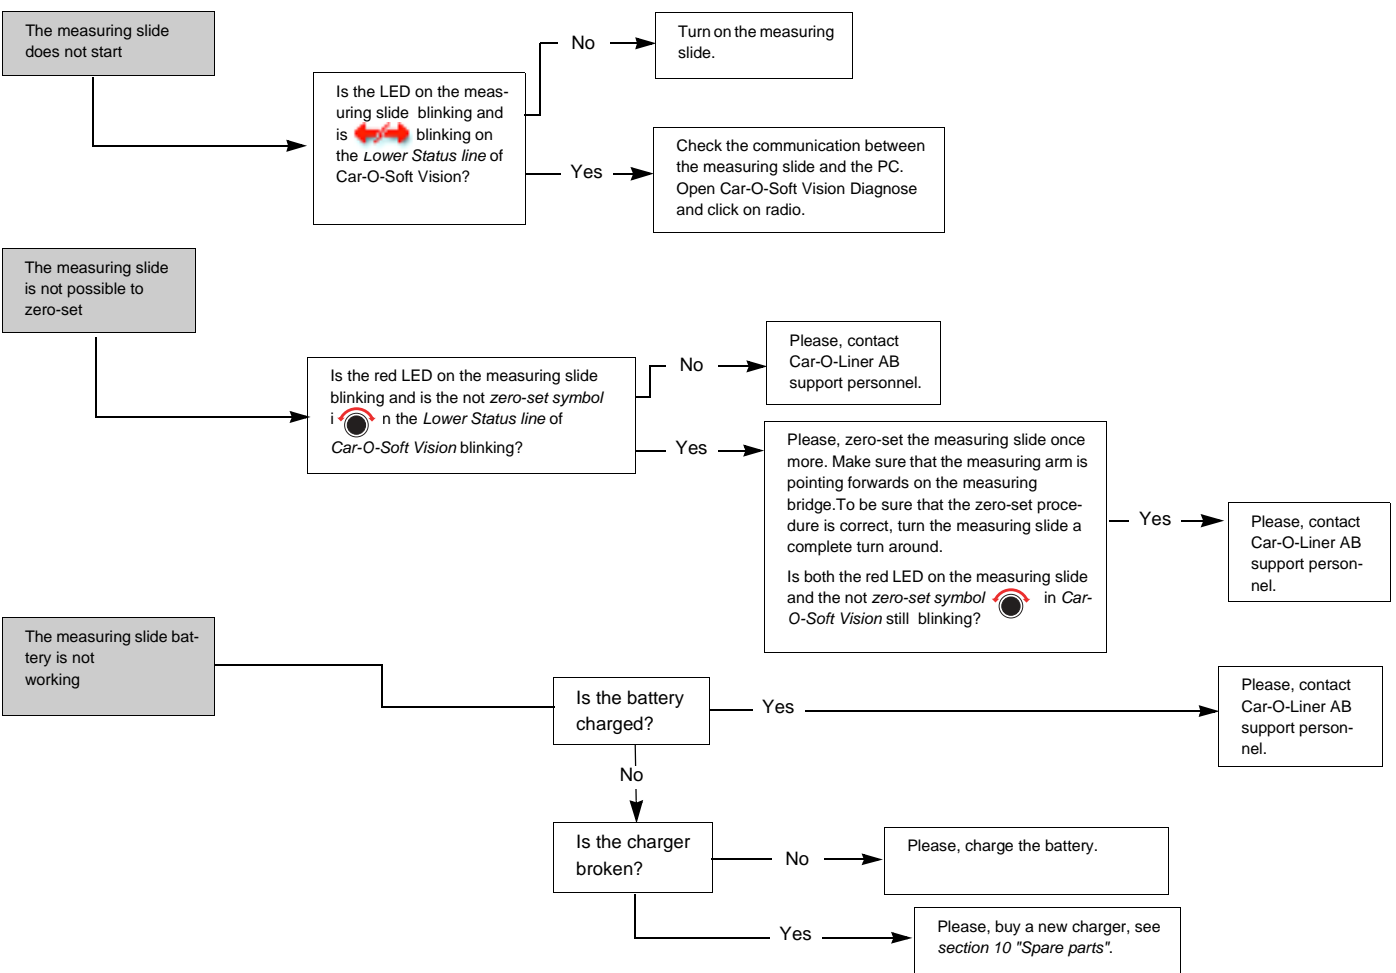 The measuring slide
does not start
Is the LED on the meas-
uring slide blinking and
is blinking on
the Lower Status line of
Car-O-Soft Vision?
No
Turn on the measuring
slide.
Yes
Check the communication between
the measuring slide and the PC.
Open Car-O-Soft Vision Diagnose
and click on radio.
The measuring slide
is not possible to
zero-set
Is the red LED on the measuring slide
blinking and is the not zero-set symbol
i n the Lower Status line of
Car-O-Soft Vision blinking?
No
Please, contact
Car-O-Liner AB
support personnel.
Yes
Please, zero-set the measuring slide once
more. Make sure that the measuring arm is
pointing forwards on the measuring
bridge.To be sure that the zero-set proce-
dure is correct, turn the measuring slide a
complete turn around.
Is both the red LED on the measuring slide
and the not zero-set symbol in Car-
O-Soft Vision still blinking?
Yes
Please, contact
Car-O-Liner AB
support person-
nel.
The measuring slide bat-
tery is not
working
Is the battery
charged?
Yes
Please, contact
Car-O-Liner AB
support person-
nel.
No
Is the charger
broken?
No
Please, charge the battery.
Yes
Please, buy a new charger, see
section 10 "Spare parts".